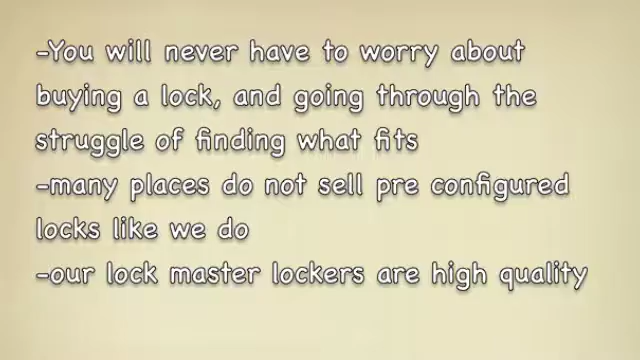 -You will never have to worry about
buying a lock, and going through the
struggle of finding what fits
-many places do not sell pre configured
locks like we do
-our lock master lockers are high quality